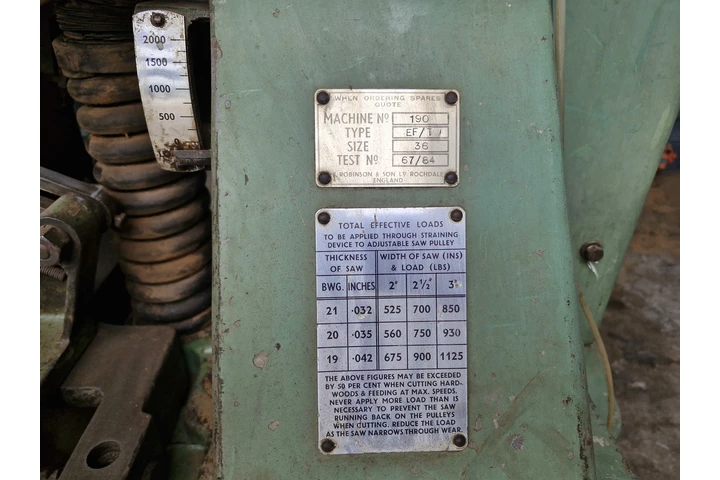 2000
1500
1000
500
WHEN ORDERING SPARES
QUOTE
MACHINE Nº 190
TYPE EF/T
SIZE 36
TEST Nº 67/84
ROBINSON & SON LD ROCHDALE
ENGLAND
TOTAL EFFECTIVE LOADS
TO BE APPLIED THROUGH STRAINING
DEVICE TO ADJUSTABLE SAW PULLEY
THICKNESS OF SAW WIDTH OF SAW (INS) & LOAD (LBS)
BWG. INCHES 2" 2½" 3"
21 ·032 525 700 850
20 ·035 560 750 930
19 ·042 675 900 1125
THE ABOVE FIGURES MAY BE EXCEEDED
BY 50 PER CENT WHEN CUTTING HARD-
WOODS & FEEDING AT MAX. SPEEDS.
NEVER APPLY MORE LOAD THAN IS
NECESSARY TO PREVENT THE SAW
RUNNING BACK ON THE PULLEYS
WHEN CUTTING. REDUCE THE LOAD
AS THE SAW NARROWS THROUGH WEAR.